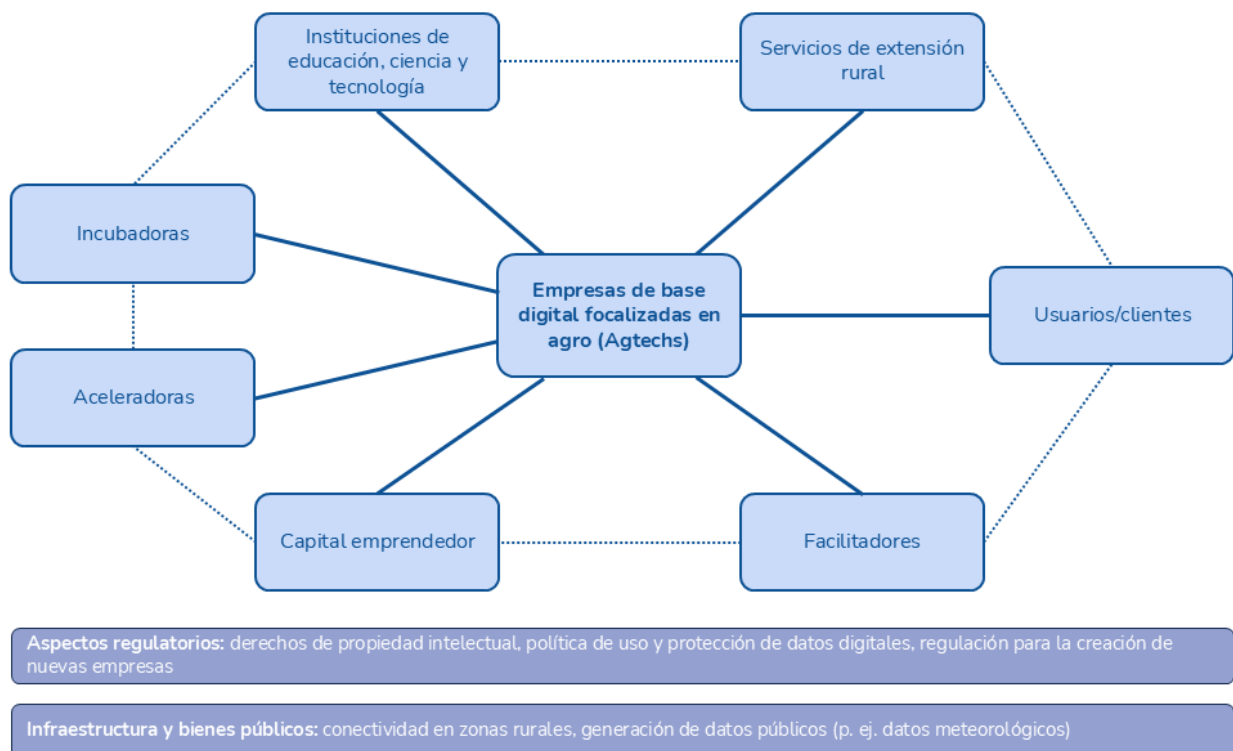 Instituciones de
educación, ciencia y
tecnología
Servicios de extensión
rural
Incubadoras
Empresas de base
digital focalizadas en
agro (Agtechs)
Usuarios/clientes
Aceleradoras
Capital emprendedor
Facilitadores
Aspectos regulatorios: derechos de propiedad intelectual, política de uso y protección de datos digitales, regulación para la creación de
nuevas empresas
Infraestructura y bienes públicos: conectividad en zonas rurales, generación de datos públicos (p. ej. datos meteorológicos)